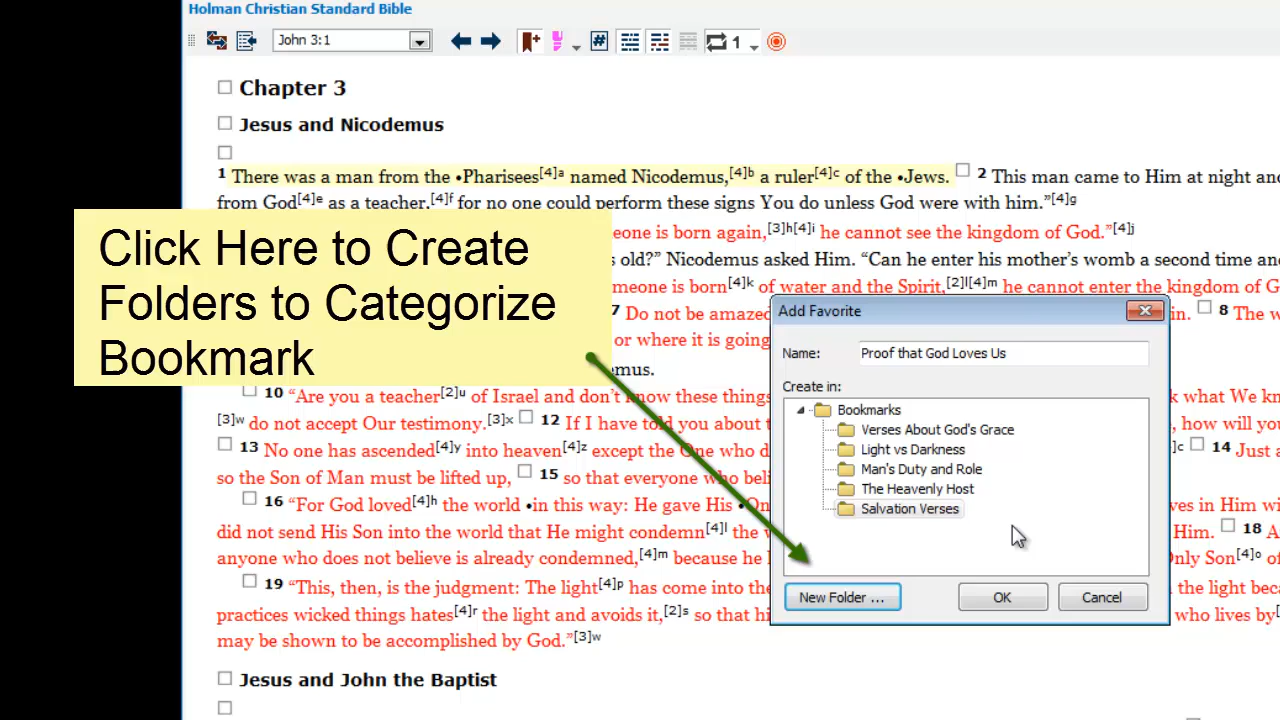 Holman Christian Standard Bible
John 3:1
# 1
Chapter 3
Jesus and Nicodemus
1 There was a man from the •Pharisees[4]a named Nicodemus,[4]b a ruler[4]c of the •Jews. 2 This man came to Him at night and
from God[4]e as a teacher,[4]f for no one could perform these signs You do unless God were with him.”[4]g
eone is born again,[3]h[4]i he cannot see the kingdom of God.”[4]j
s old?” Nicodemus asked Him. “Can he enter his mother’s womb a second time and
meone is born[4]k of water and the Spirit,[2]l[4]m he cannot enter the kingdom of G
7 Do not be amazed in. 8 “The w
or where it is going
emus.
Click Here to Create
Folders to Categorize
Bookmark
10 “Are you a teacher[2]u of Israel and don’t know these things k what We kn
[3]w do not accept Our testimony.[3]x 12 If I have told you about t , how will you
13 No one has ascended[4]y into heaven[4]z except the One who d c 14 Just a
so the Son of Man must be lifted up, 15 so that everyone who beli
16 “For God loved[4]h the world •in this way: He gave His •On ves in Him wi
did not send His Son into the world that He might condemn[4]l the w Him. 18 An
anyone who does not believe is already condemned,[4]m because he h Only Son[4]o of
19 “This, then, is the judgment: The light[4]p has come into the the light beca
practices wicked things hates[4]r the light and avoids it,[2]s so that hi who lives by
may be shown to be accomplished by God.”[3]w
Jesus and John the Baptist
Add Favorite
Name: Proof that God Loves Us
Create in:
Bookmarks
Verses About God's Grace
Light vs Darkness
Man's Duty and Role
The Heavenly Host
Salvation Verses
New Folder ... OK Cancel